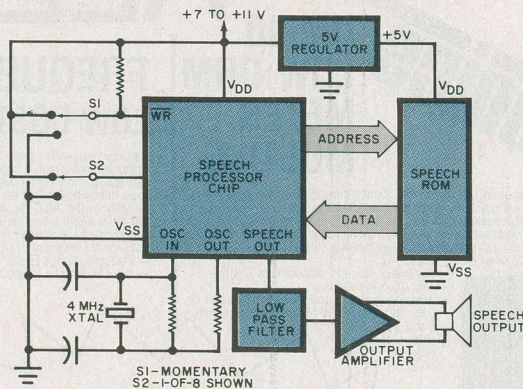 +7 TO +11 V
5V
REGULATOR
+5V
VDD
VDD
S1
WR
ADDRESS
SPEECH
PROCESSOR
CHIP
SPEECH
ROM
S2
DATA
VSS
OSC
IN
OSC
OUT
SPEECH
OUT
VSS
4 MHz
XTAL
LOW
PASS
FILTER
SPEECH
OUTPUT
OUTPUT
AMPLIFIER
S1-MOMENTARY
S2-1-OF-8 SHOWN